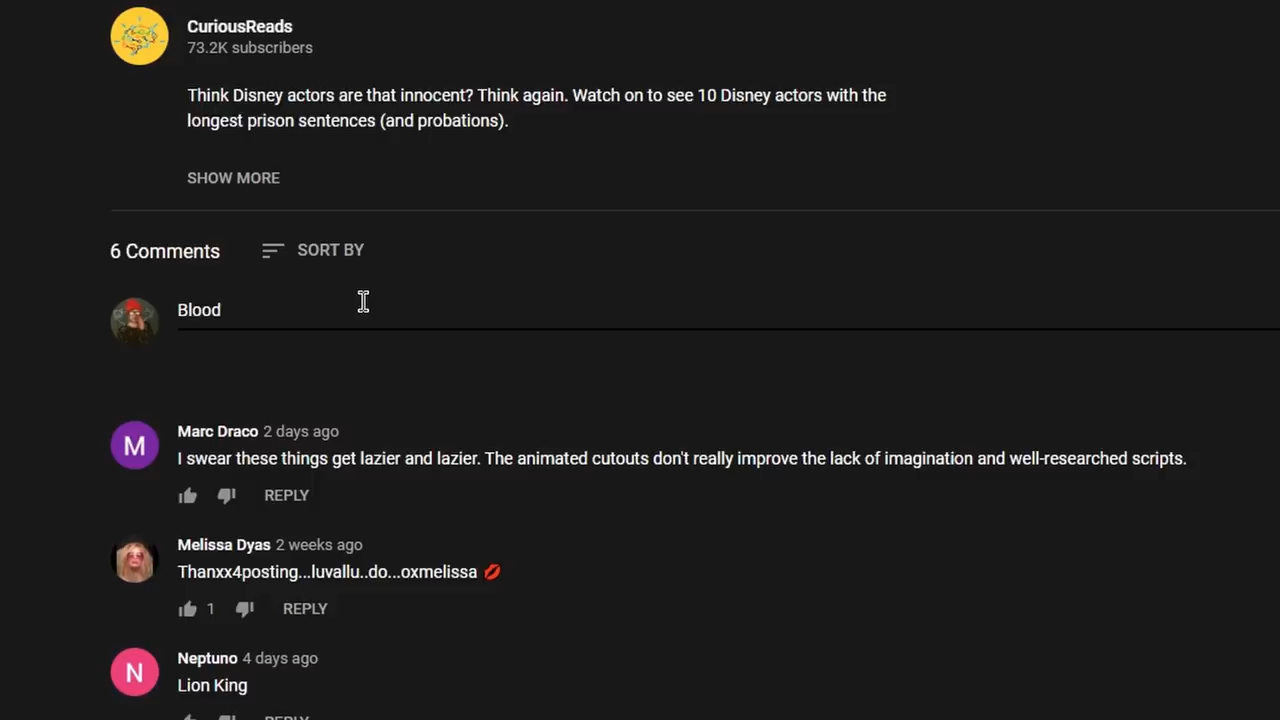 CuriousReads
73.2K subscribers
Think Disney actors are that innocent? Think again. Watch on to see 10 Disney actors with the
longest prison sentences (and probations).
SHOW MORE
6 Comments SORT BY
Blood
M
Marc Draco 2 days ago
I swear these things get lazier and lazier. The animated cutouts don't really improve the lack of imagination and well-researched scripts.
REPLY
Melissa Dyas 2 weeks ago
Thanxx4posting...luvallu..do...oxmelissa 💋
1 REPLY
N
Neptuno 4 days ago
Lion King
REPLY